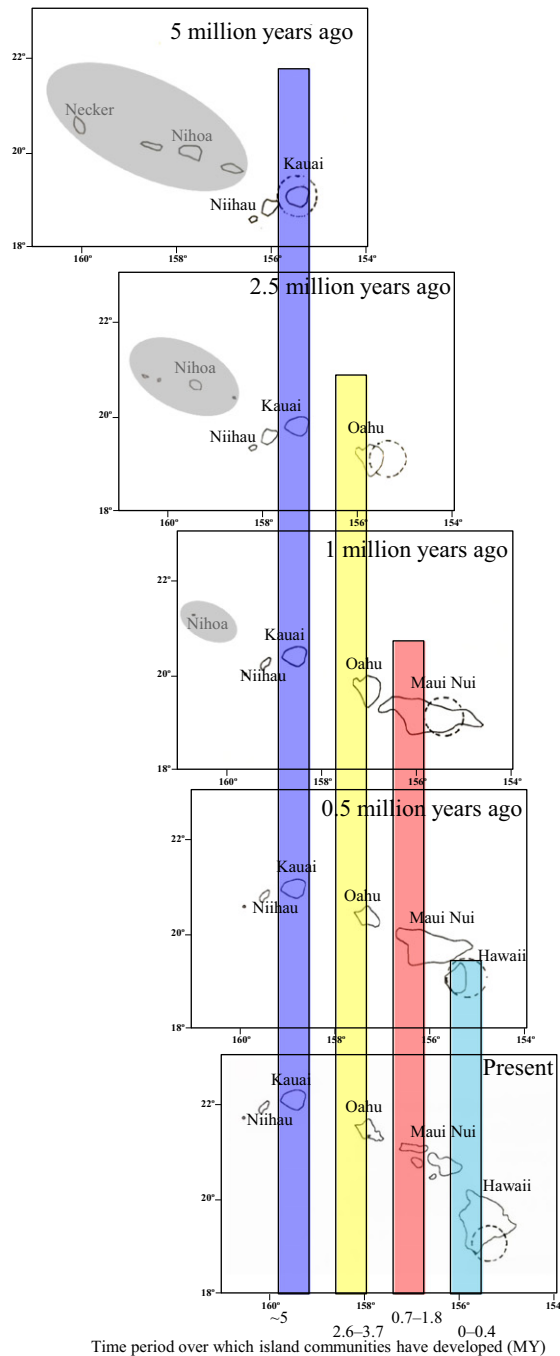 5 million years ago
22°
Necker
Nihoa
20°
Kauai
Niihau
18°
160° 158° 156° 154°
2.5 million years ago
22°
Nihoa
Kauai
20°
Oahu
Niihau
18°
160° 158° 156° 154°
1 million years ago
22°
Nihoa
Kauai
Oahu
Maui Nui
20°
Niihau
18°
160° 158° 156° 154°
0.5 million years ago
22°
Kauai
Niihau
Oahu
Maui Nui
20°
Hawaii
18°
160° 158° 156° 154°
Present
Kauai
22°
Niihau
Oahu
Maui Nui
Hawaii
20°
18°
160° 158° 156° 154°
~5 2.6–3.7 0.7–1.8 0–0.4
Time period over which island communities have developed (MY)